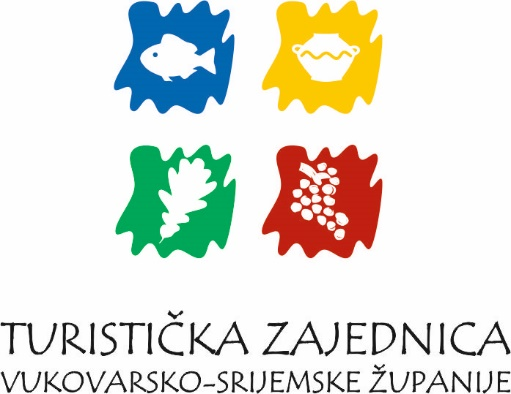 TURISTIČKA ZAJEDNICA
VUKOVARSKO-SRIJEMSKE ŽUPANIJE